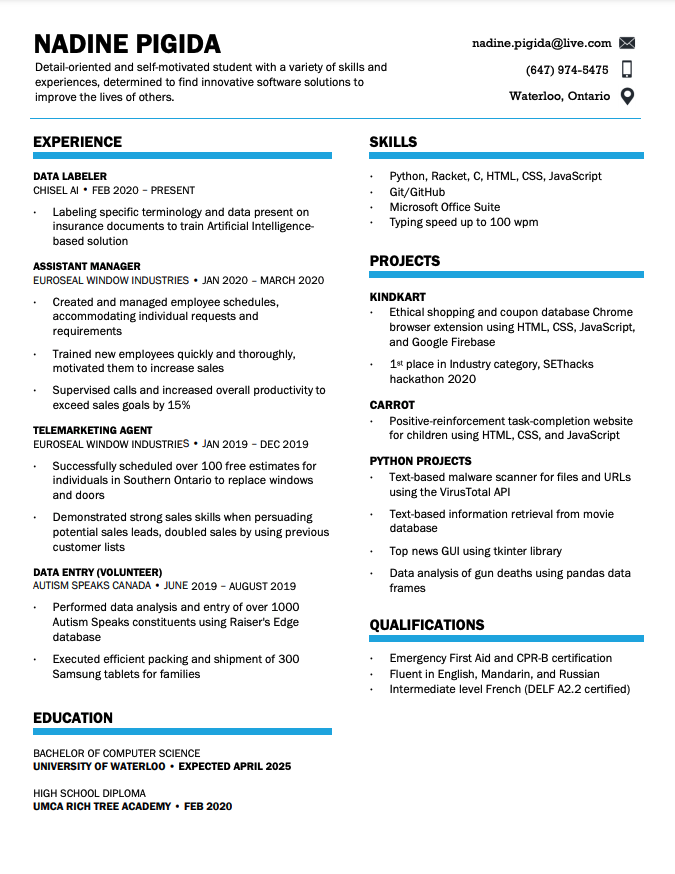 NADINE PIGIDA
Detail-oriented and self-motivated student with a variety of skills and
experiences, determined to find innovative software solutions to
improve the lives of others.
nadine.pigida@live.com
(647) 974-5475
Waterloo, Ontario
EXPERIENCE
DATA LABELER
CHISEL AI • FEB 2020 – PRESENT
· Labeling specific terminology and data present on
insurance documents to train Artificial Intelligence-
based solution
ASSISTANT MANAGER
EUROSEAL WINDOW INDUSTRIES • JAN 2020 – MARCH 2020
· Created and managed employee schedules,
accommodating individual requests and
requirements
· Trained new employees quickly and thoroughly,
motivated them to increase sales
· Supervised calls and increased overall productivity to
exceed sales goals by 15%
TELEMARKETING AGENT
EUROSEAL WINDOW INDUSTRIES • JAN 2019 – DEC 2019
· Successfully scheduled over 100 free estimates for
individuals in Southern Ontario to replace windows
and doors
· Demonstrated strong sales skills when persuading
potential sales leads, doubled sales by using previous
customer lists
DATA ENTRY (VOLUNTEER)
AUTISM SPEAKS CANADA • JUNE 2019 – AUGUST 2019
· Performed data analysis and entry of over 1000
Autism Speaks constituents using Raiser's Edge
database
· Executed efficient packing and shipment of 300
Samsung tablets for families
EDUCATION
BACHELOR OF COMPUTER SCIENCE
UNIVERSITY OF WATERLOO • EXPECTED APRIL 2025
HIGH SCHOOL DIPLOMA
UMCA RICH TREE ACADEMY • FEB 2020
SKILLS
· Python, Racket, C, HTML, CSS, JavaScript
· Git/GitHub
· Microsoft Office Suite
· Typing speed up to 100 wpm
PROJECTS
KINDKART
· Ethical shopping and coupon database Chrome
browser extension using HTML, CSS, JavaScript,
and Google Firebase
· 1st place in Industry category, SEThacks
hackathon 2020
CARROT
· Positive-reinforcement task-completion website
for children using HTML, CSS, and JavaScript
PYTHON PROJECTS
· Text-based malware scanner for files and URLs
using the VirusTotal API
· Text-based information retrieval from movie
database
· Top news GUI using tkinter library
· Data analysis of gun deaths using pandas data
frames
QUALIFICATIONS
· Emergency First Aid and CPR-B certification
· Fluent in English, Mandarin, and Russian
· Intermediate level French (DELF A2.2 certified)